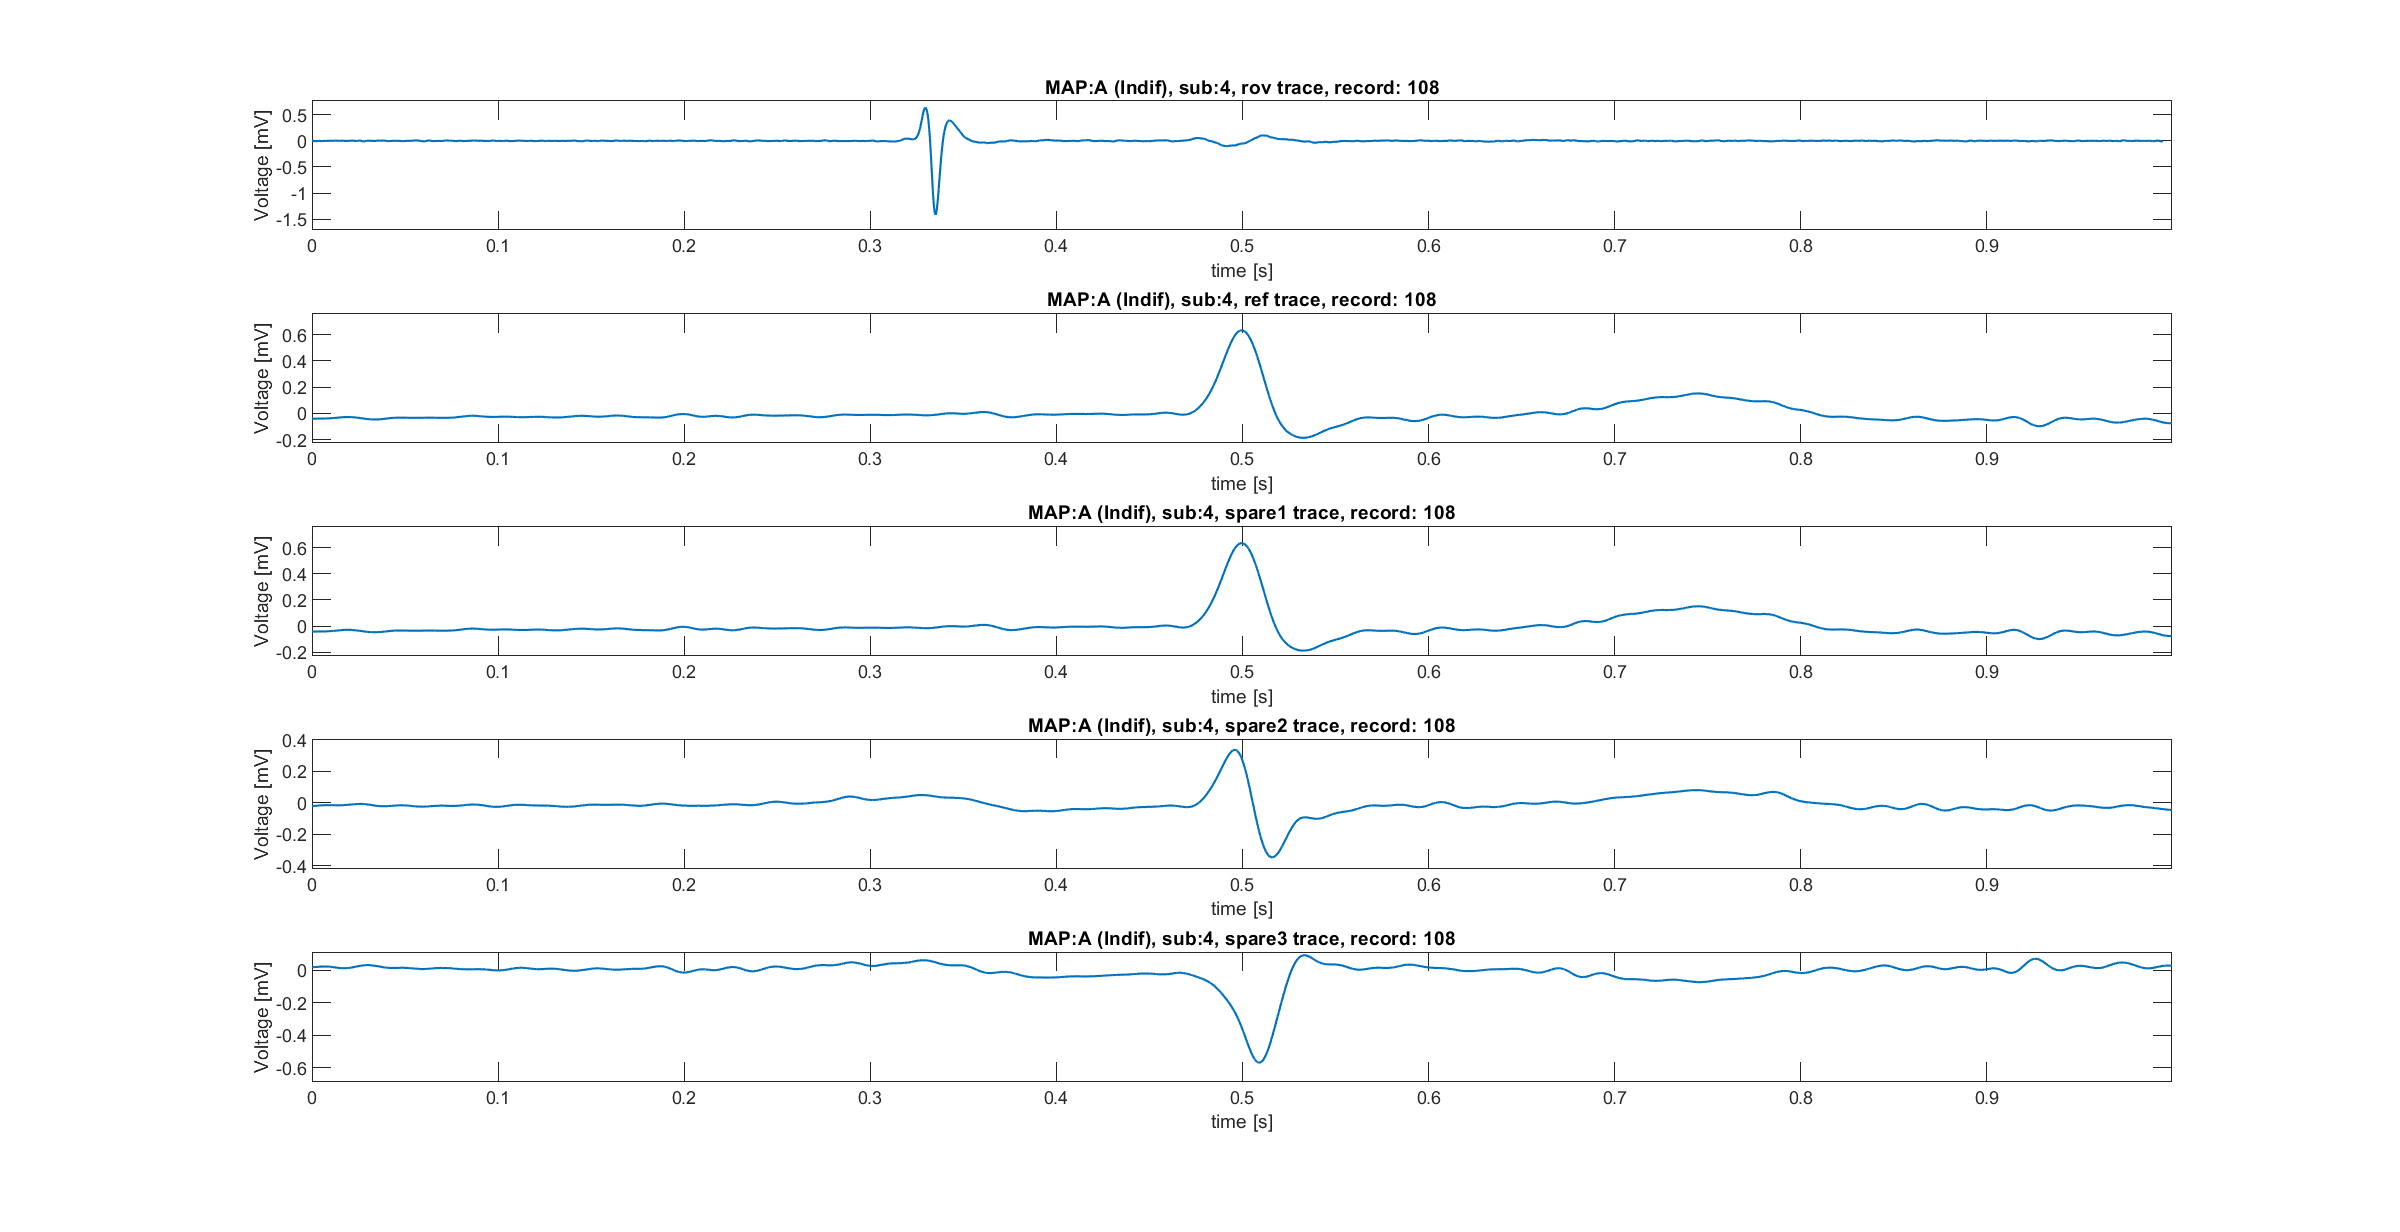 MAP:A (Indif), sub:4, rov trace, record: 108
Voltage [mV]
0.5
0
-0.5
-1
-1.5
0 0.1 0.2 0.3 0.4 0.5 0.6 0.7 0.8 0.9
time [s]
MAP:A (Indif), sub:4, ref trace, record: 108
Voltage [mV]
0.6
0.4
0.2
0
-0.2
0 0.1 0.2 0.3 0.4 0.5 0.6 0.7 0.8 0.9
time [s]
MAP:A (Indif), sub:4, spare1 trace, record: 108
Voltage [mV]
0.6
0.4
0.2
0
-0.2
0 0.1 0.2 0.3 0.4 0.5 0.6 0.7 0.8 0.9
time [s]
MAP:A (Indif), sub:4, spare2 trace, record: 108
Voltage [mV]
0.4
0.2
0
-0.2
-0.4
0 0.1 0.2 0.3 0.4 0.5 0.6 0.7 0.8 0.9
time [s]
MAP:A (Indif), sub:4, spare3 trace, record: 108
Voltage [mV]
0
-0.2
-0.4
-0.6
0 0.1 0.2 0.3 0.4 0.5 0.6 0.7 0.8 0.9
time [s]